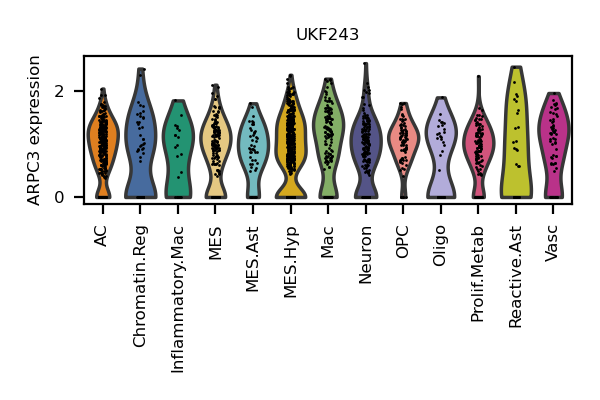 UKF243
ARPC3 expression
2
0
AC
Chromatin.Reg
Inflammatory.Mac
MES
MES.Ast
MES.Hyp
Mac
Neuron
OPC
Oligo
Prolif.Metab
Reactive.Ast
Vasc